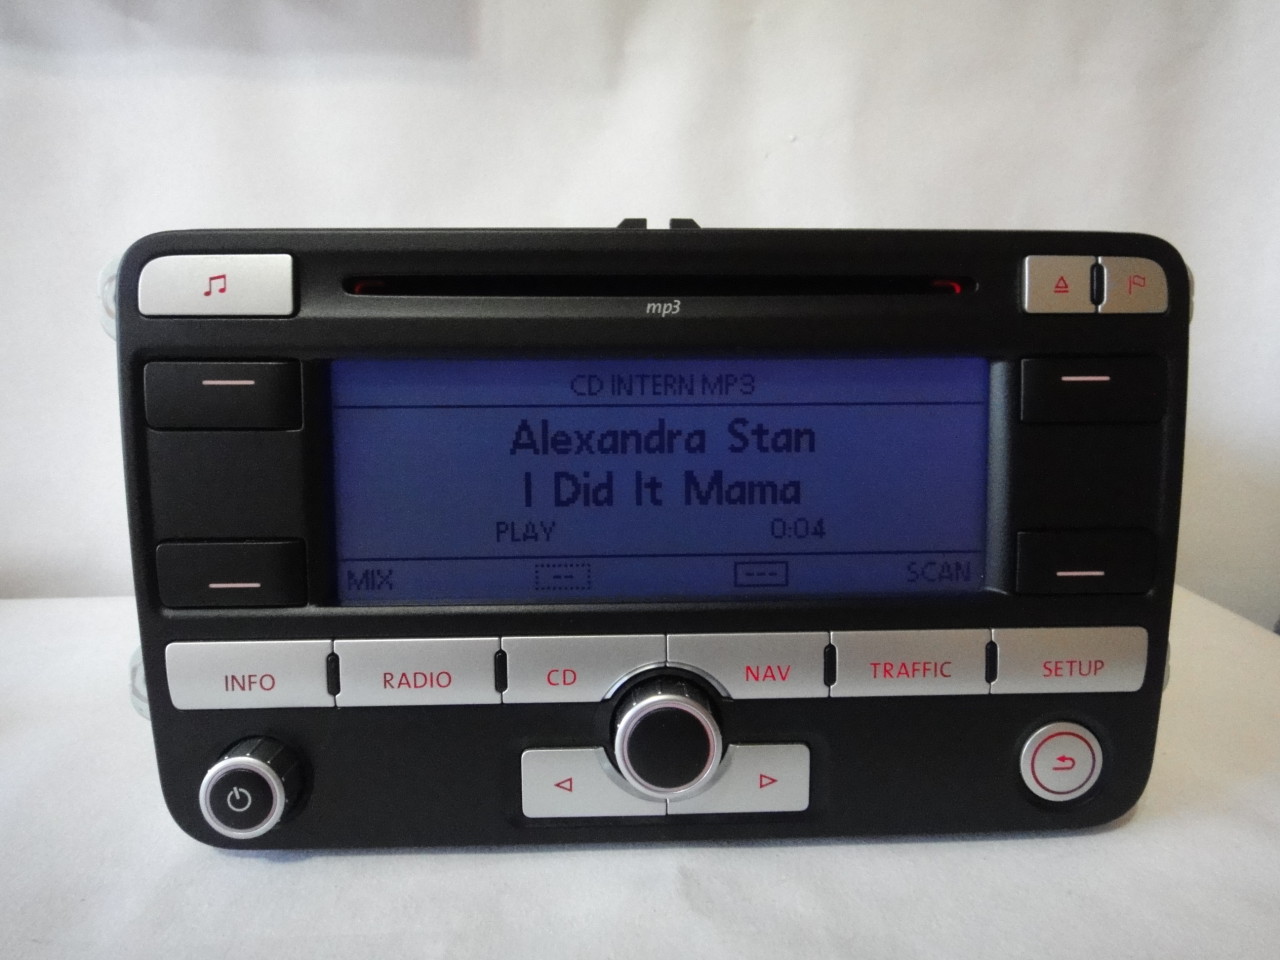 mp3
CD INTERN MP3
Alexandra Stan
I Did It Mama
PLAY 0:04
MIX -- --- SCAN
INFO RADIO CD NAV TRAFFIC SETUP